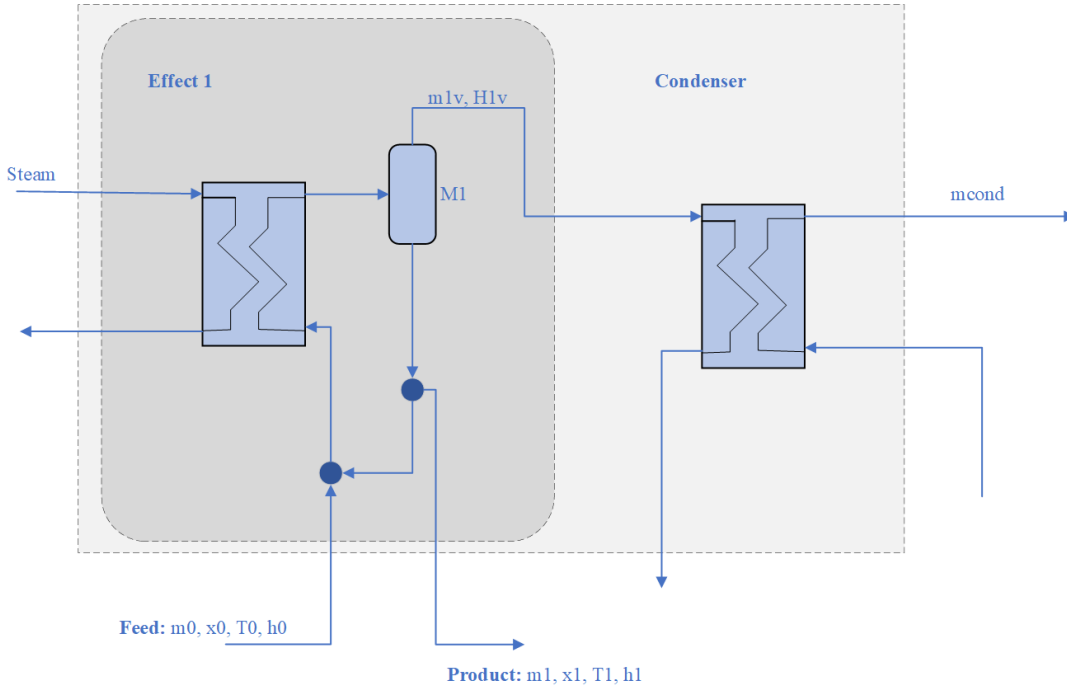 Effect 1
Condenser
m1v, H1v
Steam
M1
mcond
Feed: m0, x0, T0, h0
Product: m1, x1, T1, h1